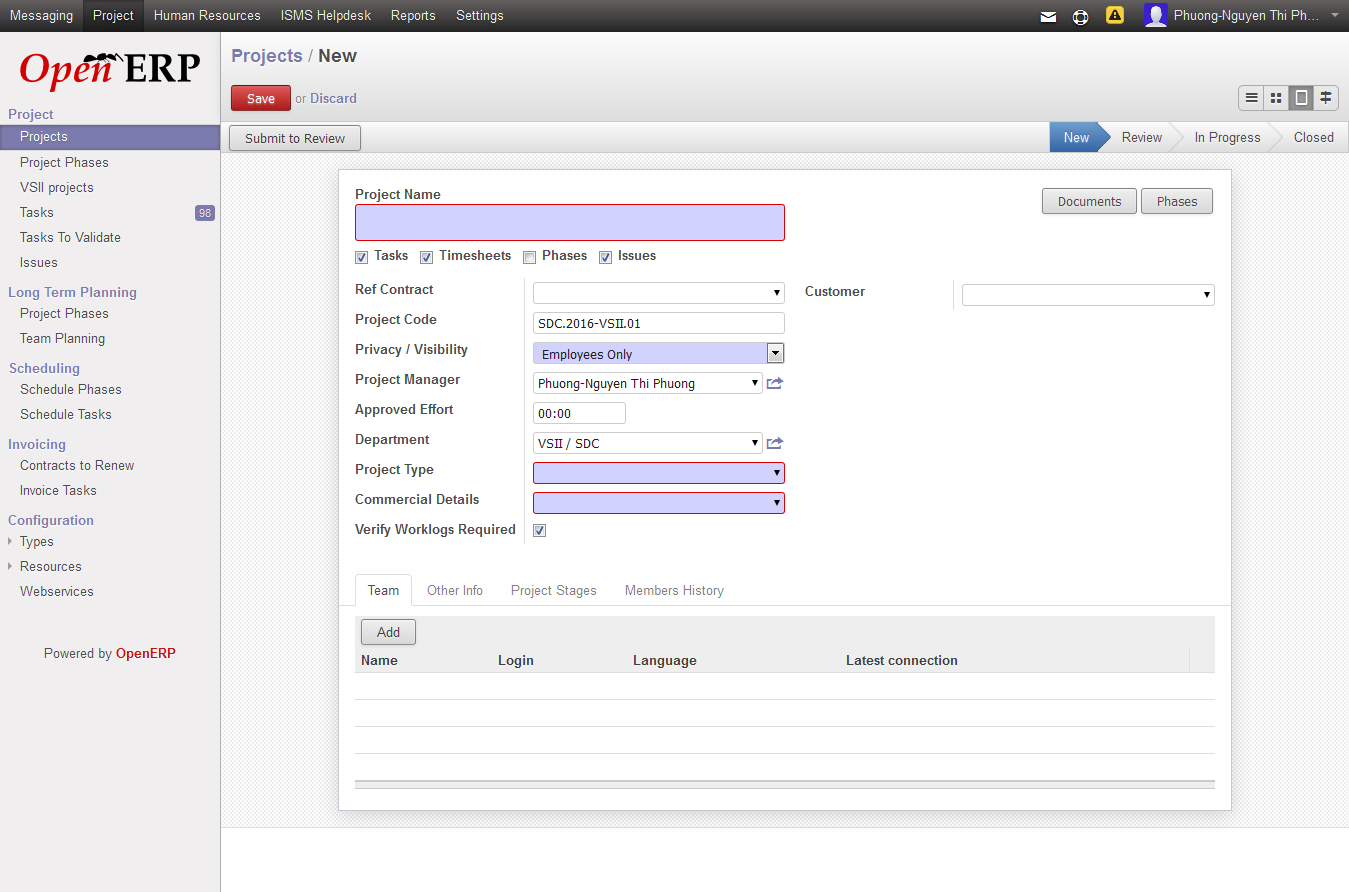 Messaging Project Human Resources ISMS Helpdesk Reports Settings Phuong-Nguyen Thi Ph...
OpenERP
Project
Projects
Project Phases
VSII projects
Tasks 98
Tasks To Validate
Issues
Long Term Planning
Project Phases
Team Planning
Scheduling
Schedule Phases
Schedule Tasks
Invoicing
Contracts to Renew
Invoice Tasks
Configuration
Types
Resources
Webservices
Powered by OpenERP
Projects / New
Save or Discard
Submit to Review New Review In Progress Closed
Project Name
Documents Phases
Tasks Timesheets Phases Issues
Ref Contract
Customer
Project Code SDC.2016-VSII.01
Privacy / Visibility Employees Only
Project Manager Phuong-Nguyen Thi Phuong
Approved Effort 00:00
Department VSII / SDC
Project Type
Commercial Details
Verify Worklogs Required
Team Other Info Project Stages Members History
Add
Name Login Language Latest connection